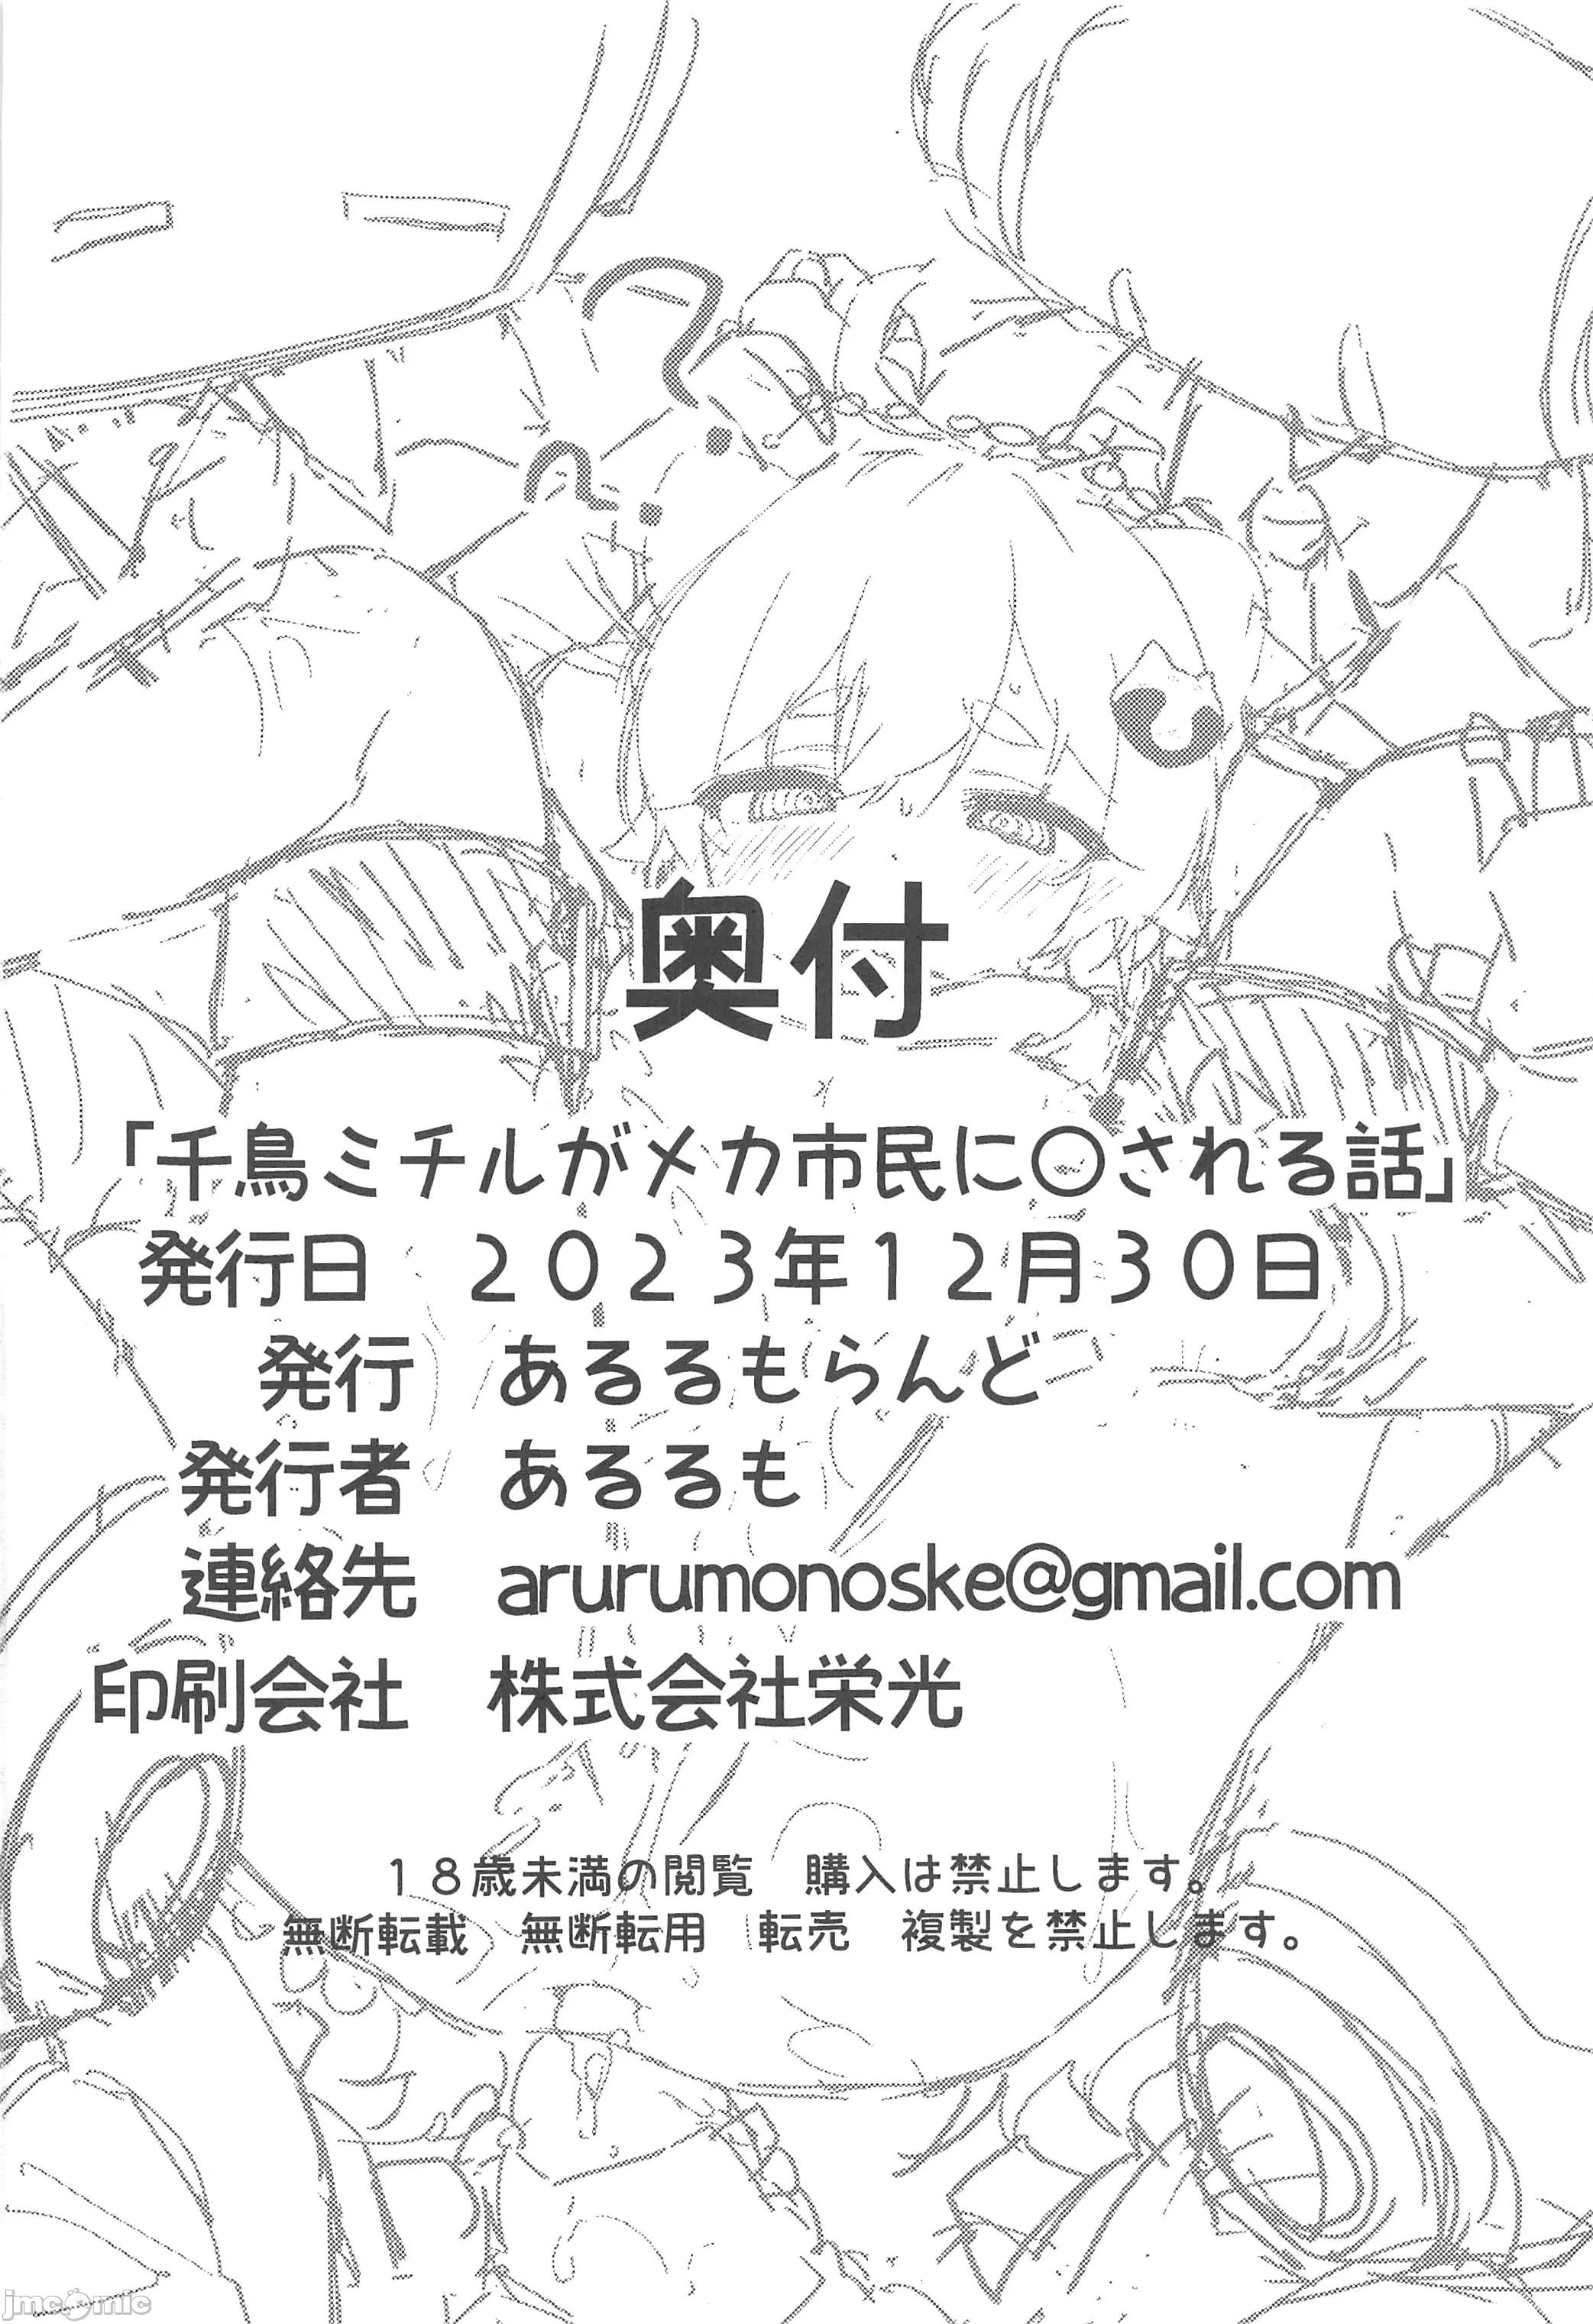 奥付
「千鳥ミチルがメカ市民に〇される話」
発行日　２０２３年１２月３０日
発行　あるるもらんど
発行者　あるるも
連絡先　arurumonoske@gmail.com
印刷会社　株式会社栄光
１８歳未満の閲覧　購入は禁止します。
無断転載　無断転用　転売　複製を禁止します。
jmcomic